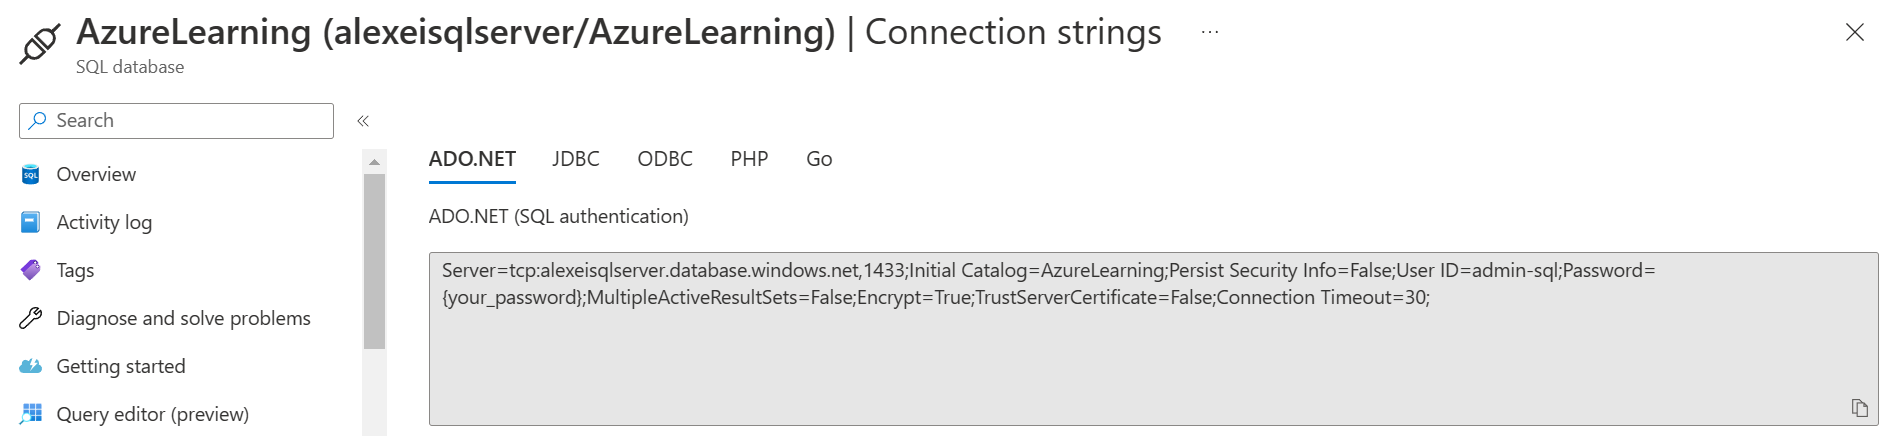 AzureLearning (alexeisqlserver/AzureLearning) | Connection strings ...
SQL database
Search
Overview
Activity log
Tags
Diagnose and solve problems
Getting started
Query editor (preview)
ADO.NET JDBC ODBC PHP Go
ADO.NET (SQL authentication)
Server=tcp:alexeisqlserver.database.windows.net,1433;Initial Catalog=AzureLearning;Persist Security Info=False;User ID=admin-sql;Password=
{your_password};MultipleActiveResultSets=False;Encrypt=True;TrustServerCertificate=False;Connection Timeout=30;